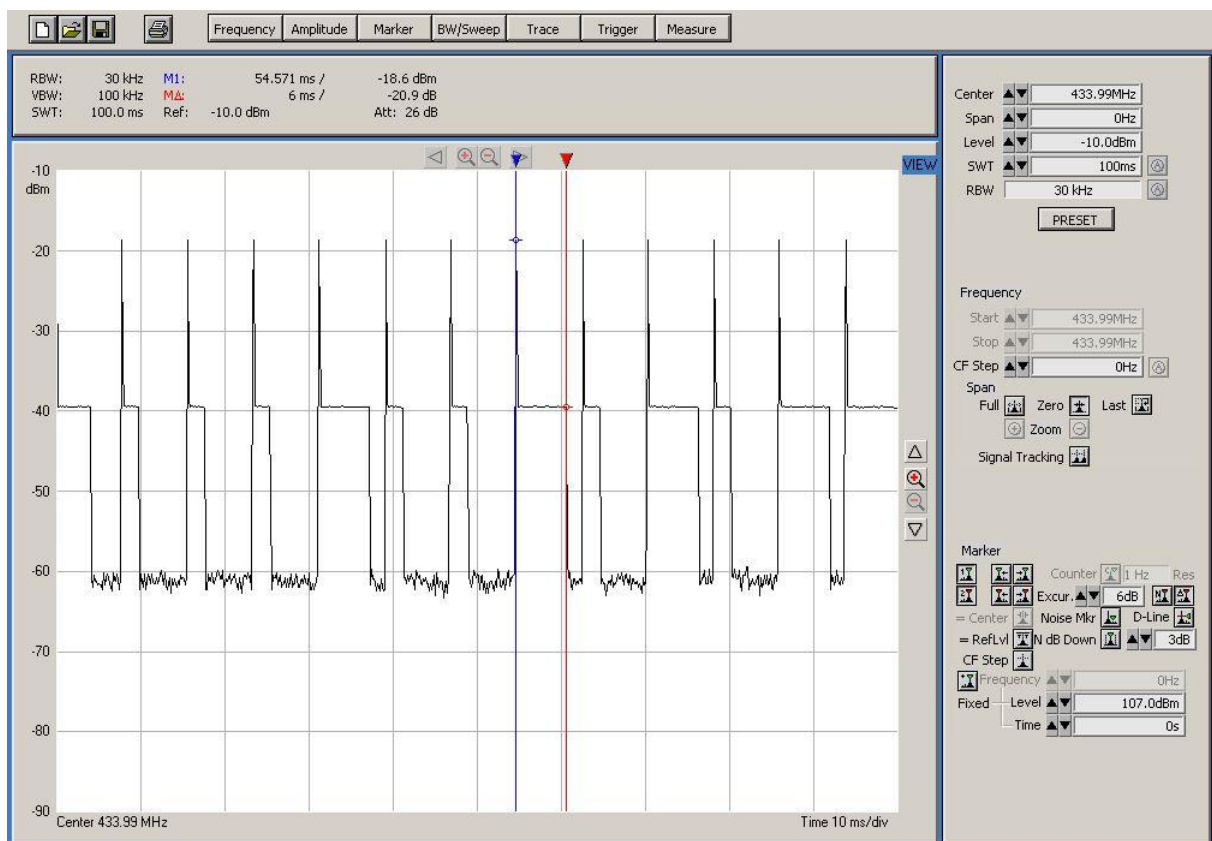 Frequency Amplitude Marker BW/Sweep Trace Trigger Measure
RBW: 30 kHz M1: 54.571 ms / -18.6 dBm
VBW: 100 kHz MΔ: 6 ms / -20.9 dB
SWT: 100.0 ms Ref: -10.0 dBm Att: 26 dB
VIEW
-10
dBm
-20
-30
-40
-50
-60
-70
-80
-90
Center 433.99 MHz Time 10 ms/div
Center 433.99MHz
Span 0Hz
Level -10.0dBm
SWT 100ms A
RBW 30 kHz A
PRESET
Frequency
Start 433.99MHz
Stop 433.99MHz
CF Step 0Hz A
Span
Full Zero Last
Zoom
Signal Tracking
Marker
Counter 1 Hz Res
Excur. 6dB
= Center Noise Mkr D-Line
= RefLvl N dB Down 3dB
CF Step
Frequency 0Hz
Fixed Level 107.0dBm
Time 0s